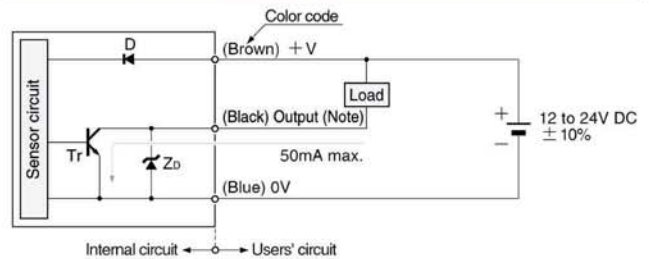 Color code
D
(Brown) +V
Sensor circuit
Load
(Black) Output (Note)
+
12 to 24V DC
±10%
−
Tr
ZD
50mA max.
(Blue) 0V
Internal circuit
Users' circuit